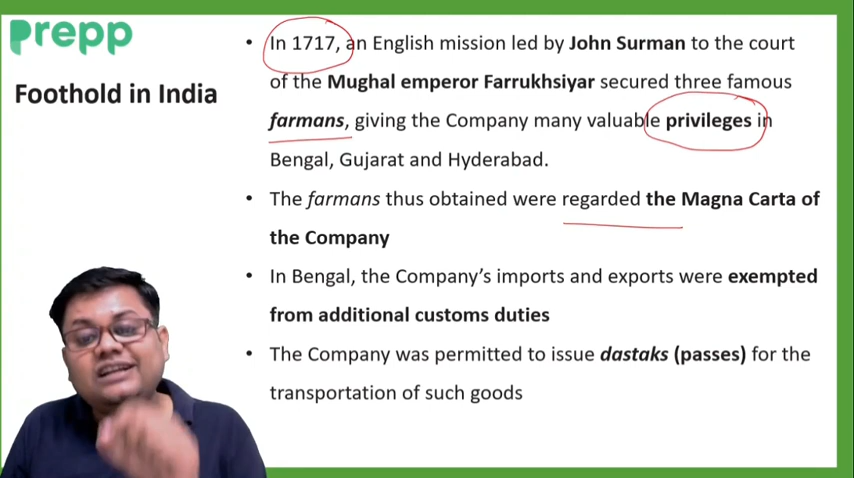 prepp
Foothold in India
• In 1717, an English mission led by John Surman to the court
of the Mughal emperor Farrukhsiyar secured three famous
farmans, giving the Company many valuable privileges in
Bengal, Gujarat and Hyderabad.
• The farmans thus obtained were regarded the Magna Carta of
the Company
• In Bengal, the Company’s imports and exports were exempted
from additional customs duties
• The Company was permitted to issue dastaks (passes) for the
transportation of such goods